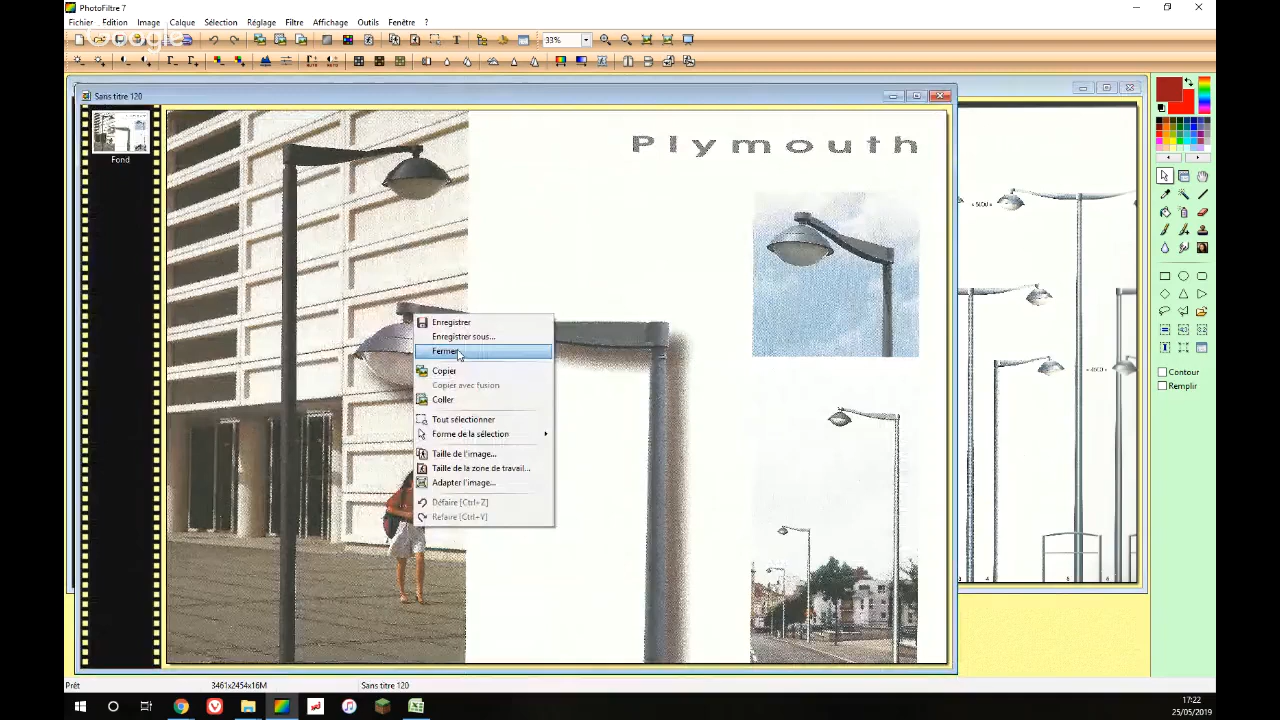 PhotoFiltre 7
Fichier Edition Image Calque Sélection Réglage Filtre Affichage Outils Fenêtre ?
Google
33%
Sans titre 120
Fond
Plymouth
Enregistrer
Enregistrer sous...
Fermer
Copier
Copier avec fusion
Coller
Tout sélectionner
Forme de la sélection
Taille de l'image...
Taille de la zone de travail...
Adapter l'image...
Défaire [Ctrl+Z]
Refaire [Ctrl+Y]
Contour
Remplir
Prêt 3461x2454x16M Sans titre 120
17:22
25/05/2019